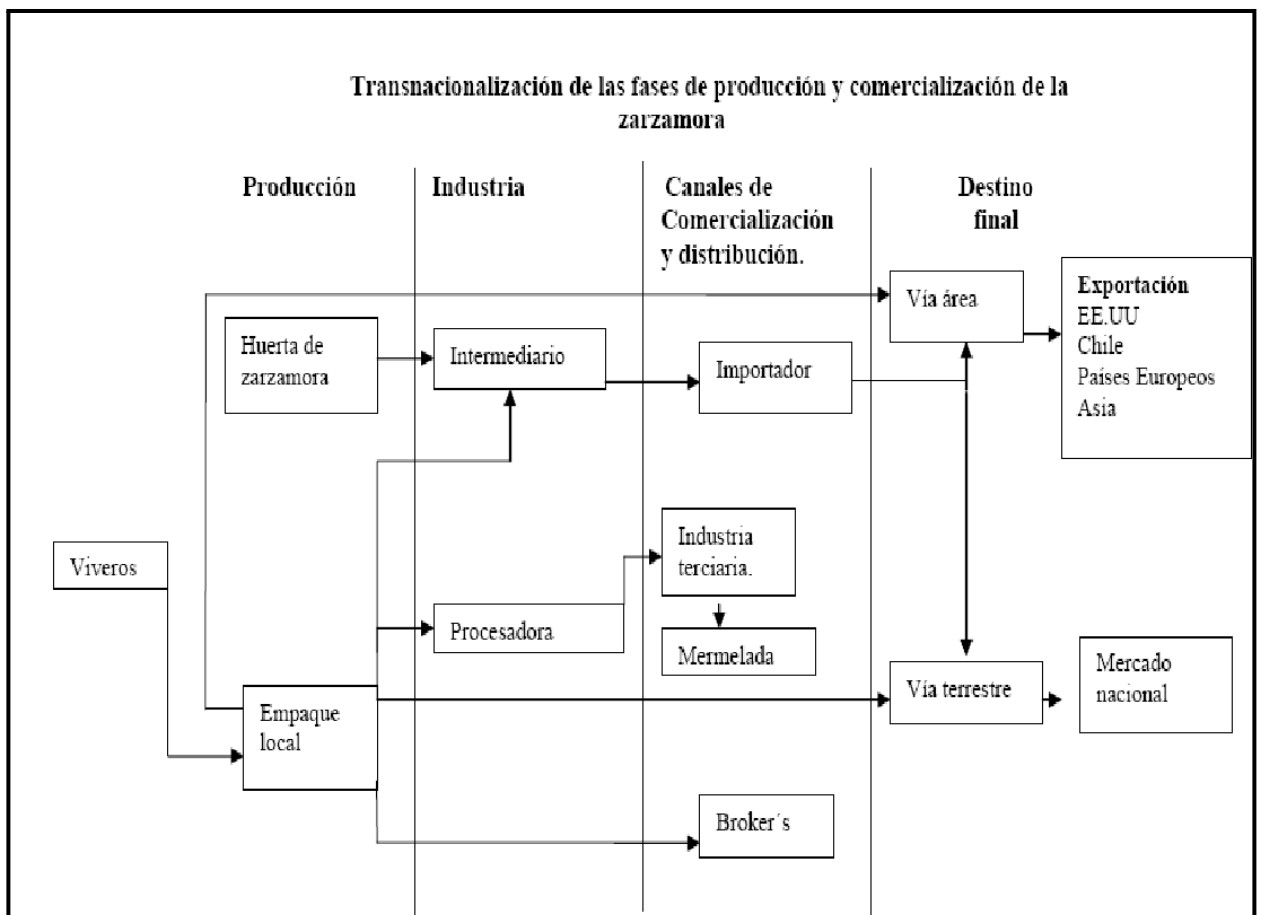 Transnacionalización de las fases de producción y comercialización de la
zarzamora
Producción
Industria
Canales de
Comercialización
y distribución.
Destino
final
Vía área
Exportación
EE.UU
Chile
Países Europeos
Asia
Huerta de
zarzamora
Intermediario
Importador
Industria
terciaria.
Viveros
Procesadora
Mermelada
Empaque
local
Vía terrestre
Mercado
nacional
Broker´s